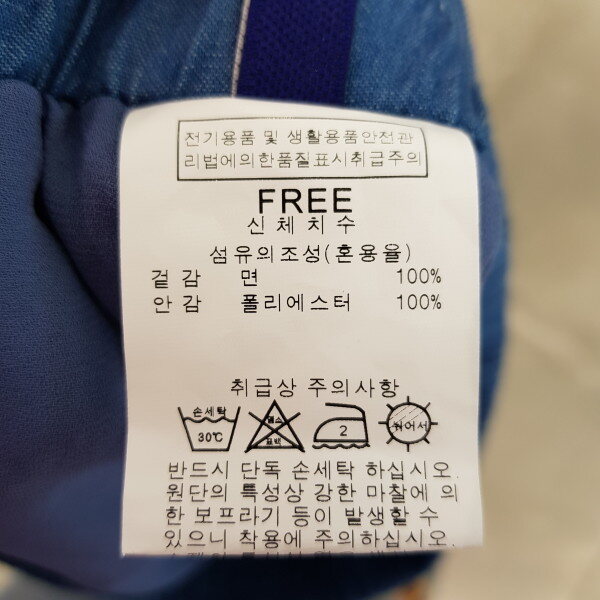 전기용품 및 생활용품안전관
리법에의한품질표시취급주의
FREE
신체치수
섬유의조성(혼용율)
겉감 면 100%
안감 폴리에스터 100%
취급상 주의사항
손세탁 염소 뉘어서
30℃ 표백 2
반드시 단독 손세탁 하십시오.
원단의 특성상 강한 마찰에 의
한 보프라기 등이 발생할 수
있으니 착용에 주의하십시오.